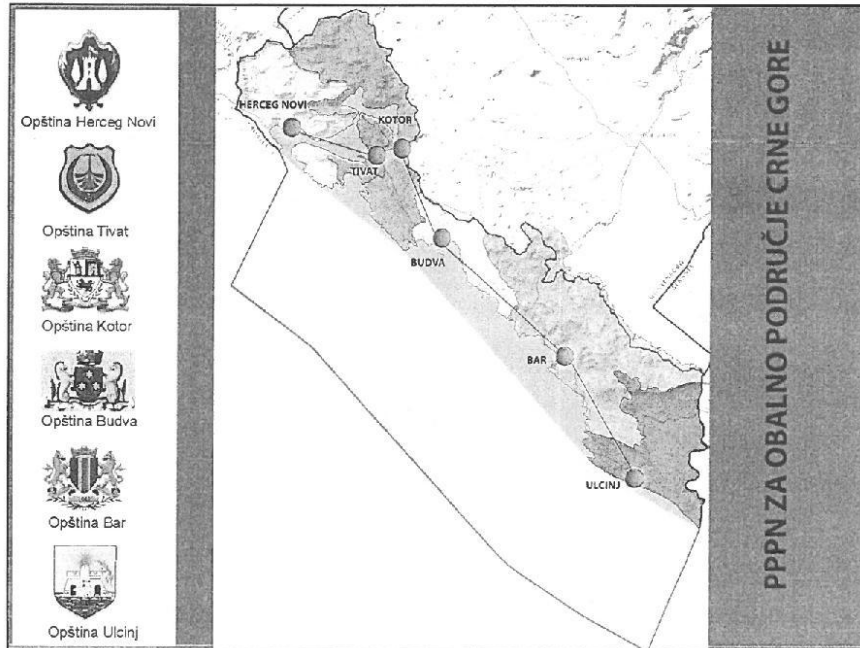 Opština Herceg Novi
Opština Tivat
Opština Kotor
Opština Budva
Opština Bar
Opština Ulcinj
HERCEG NOVI
KOTOR
TIVAT
BUDVA
BAR
ULCINJ
PPPN ZA OBALNO PODRUČJE CRNE GORE